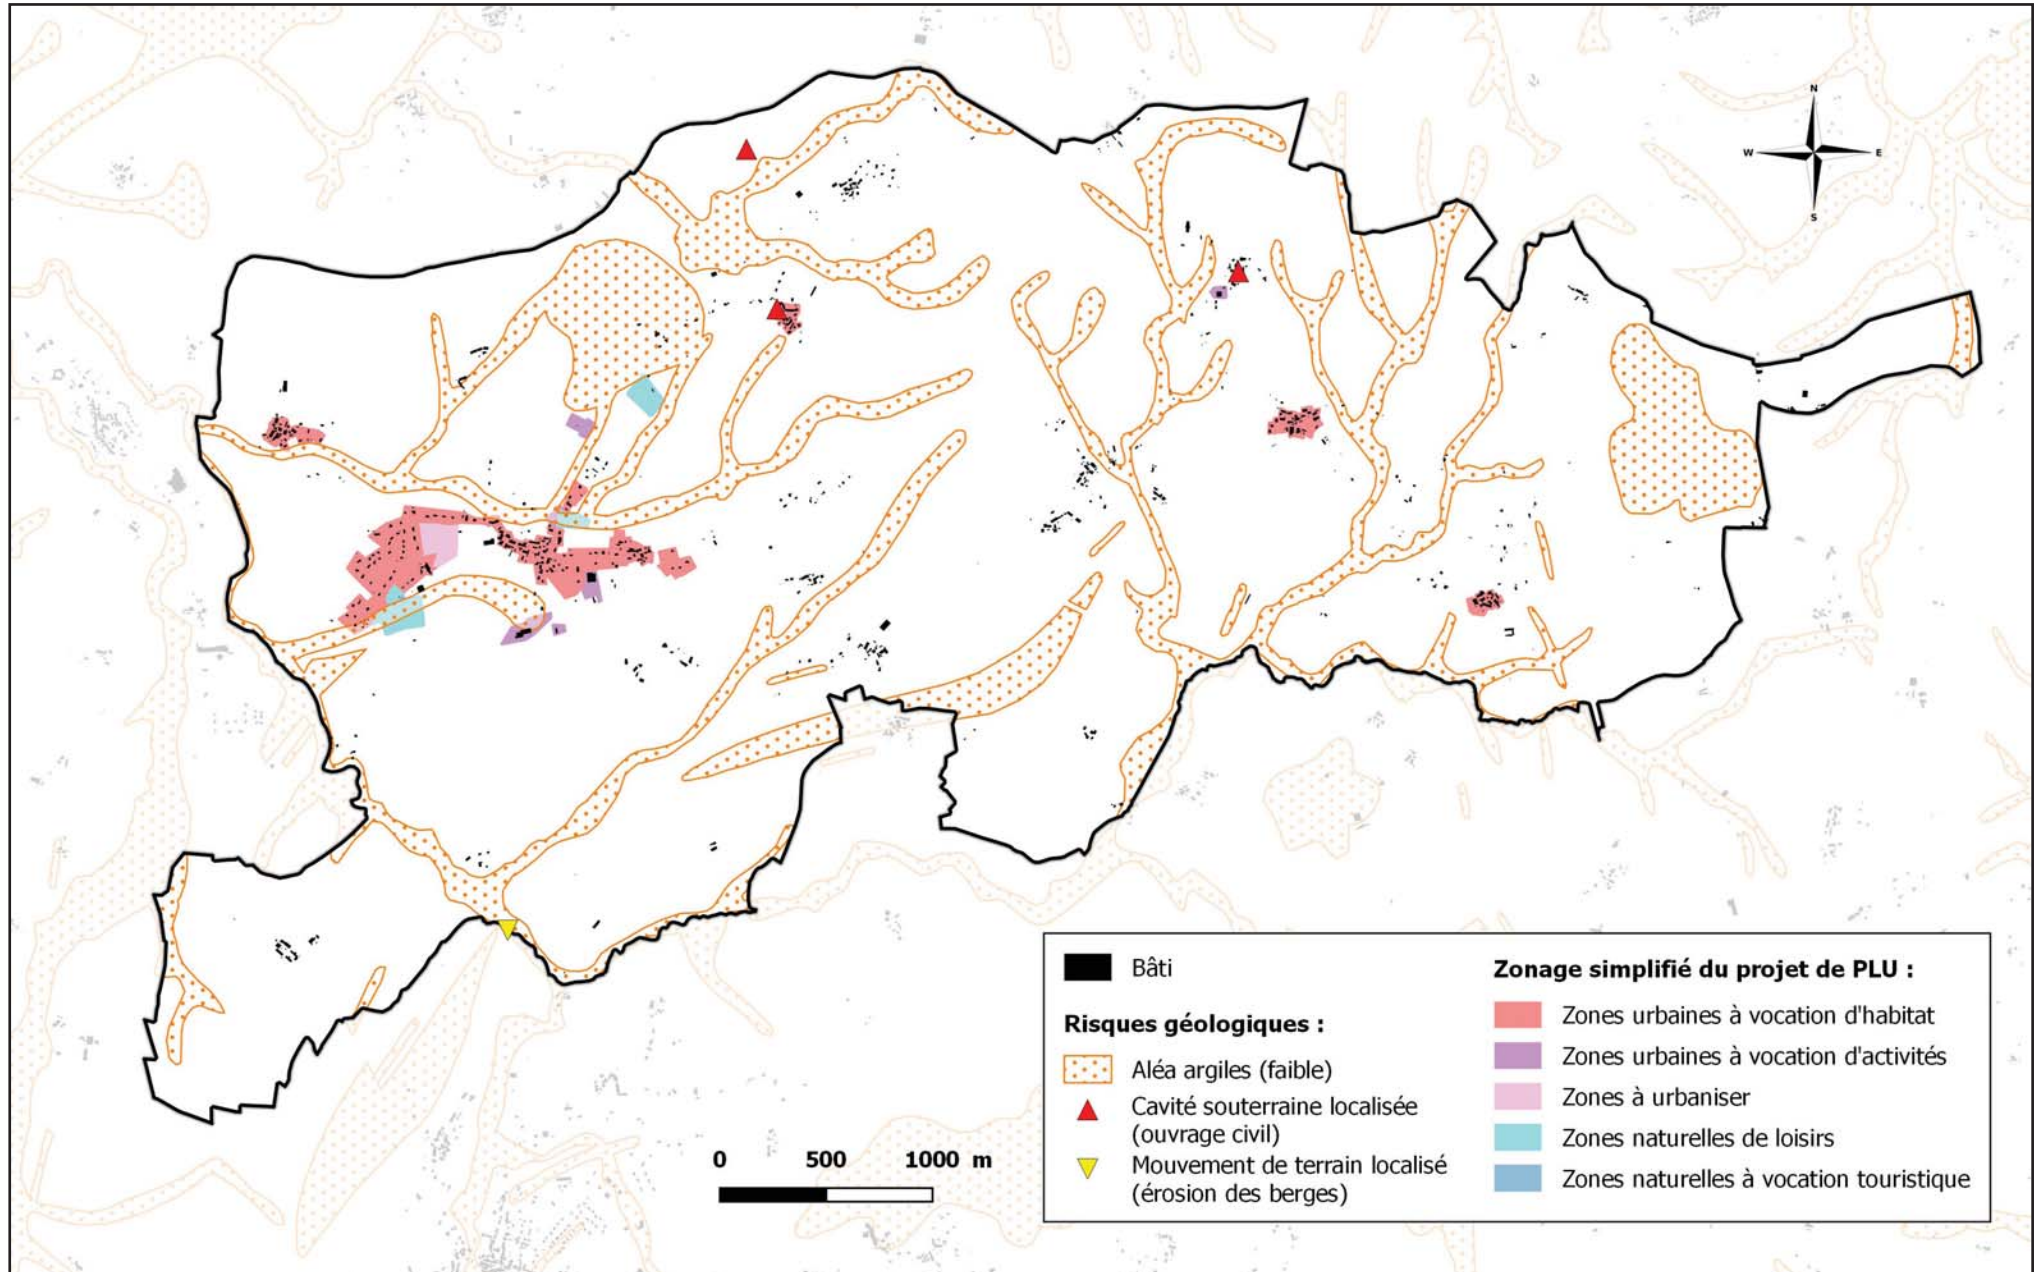 N
W
E
S
Bâti
Risques géologiques :
Aléa argiles (faible)
Cavité souterraine localisée
(ouvrage civil)
Mouvement de terrain localisé
(érosion des berges)
Zonage simplifié du projet de PLU :
Zones urbaines à vocation d'habitat
Zones urbaines à vocation d'activités
Zones à urbaniser
Zones naturelles de loisirs
Zones naturelles à vocation touristique
0 500 1000 m